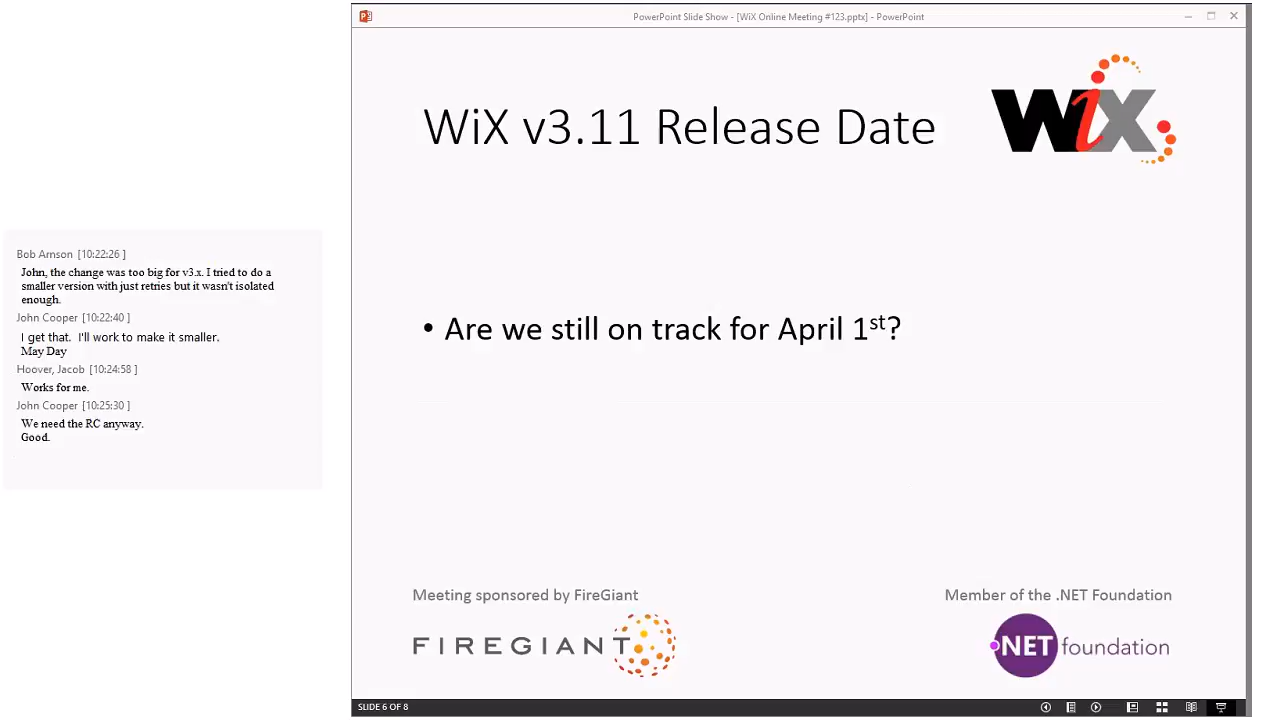 PowerPoint Slide Show - [WiX Online Meeting #123.pptx] - PowerPoint
WiX v3.11 Release Date
WiX
Bob Arnson [10:22:26 ]
John, the change was too big for v3.x. I tried to do a
smaller version with just retries but it wasn't isolated
enough.
John Cooper [10:22:40 ]
I get that.  I'll work to make it smaller.
May Day
Hoover, Jacob [10:24:58 ]
Works for me.
John Cooper [10:25:30 ]
We need the RC anyway.
Good.
• Are we still on track for April 1st?
Meeting sponsored by FireGiant
FIREGIANT
Member of the .NET Foundation
.NET foundation
SLIDE 6 OF 8